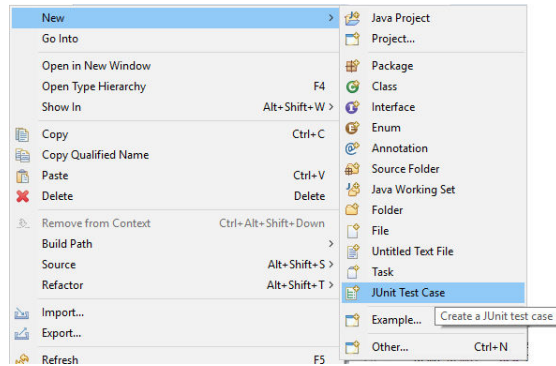 New >
Go Into
Open in New Window
Open Type Hierarchy F4
Show In Alt+Shift+W >
Copy Ctrl+C
Copy Qualified Name
Paste Ctrl+V
Delete Delete
Remove from Context Ctrl+Alt+Shift+Down
Build Path >
Source Alt+Shift+S >
Refactor Alt+Shift+T >
Import...
Export...
Refresh F5
Java Project
Project...
Package
Class
Interface
Enum
Annotation
Source Folder
Java Working Set
Folder
File
Untitled Text File
Task
JUnit Test Case
Example...
Create a JUnit test case
Other... Ctrl+N